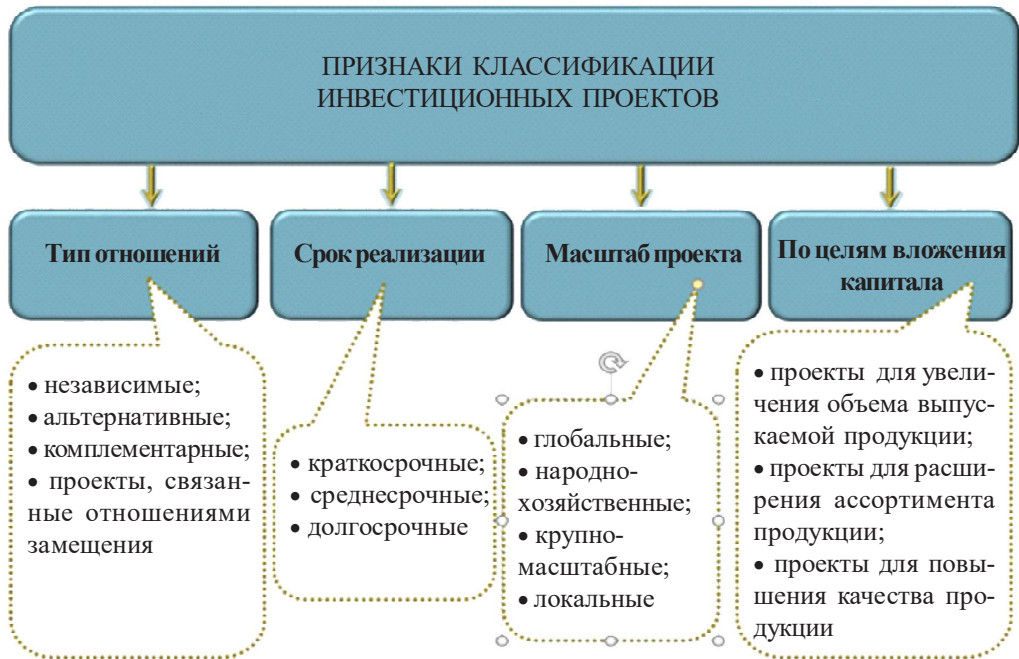 ПРИЗНАКИ КЛАССИФИКАЦИИ
ИНВЕСТИЦИОННЫХ ПРОЕКТОВ
Тип отношений
Срок реализации
Масштаб проекта
По целям вложения
капитала
• независимые;
• альтернативные;
• комплементарные;
• проекты, связан-
ные отношениями
замещения
• краткосрочные;
• среднесрочные;
• долгосрочные
• глобальные;
• народно-
хозяйственные;
• крупно-
масштабные;
• локальные
• проекты для увели-
чения объема выпус-
каемой продукции;
• проекты для расши-
рения ассортимента
продукции;
• проекты для повы-
шения качества про-
дукции